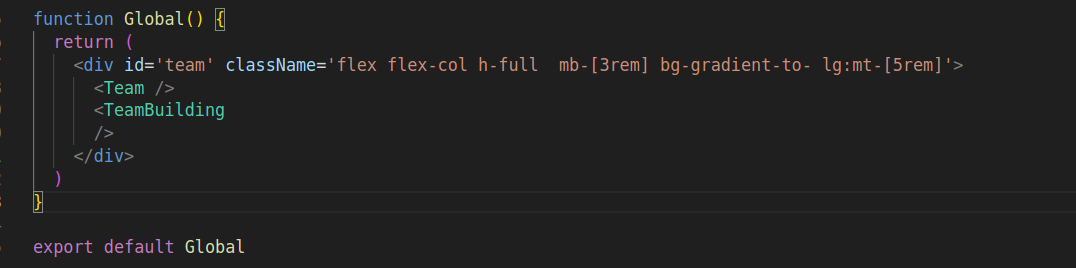 function Global() {
return (
<div id='team' className='flex flex-col h-full  mb-[3rem] bg-gradient-to- lg:mt-[5rem]'>
<Team />
<TeamBuilding
/>
</div>
)
}
export default Global